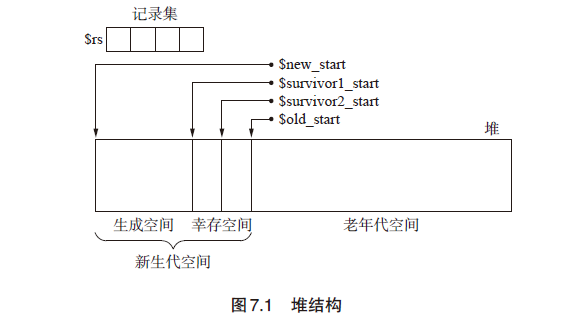 记录集
$rs
$new_start
$survivor1_start
$survivor2_start
$old_start
堆
生成空间 幸存空间 老年代空间
新生代空间
图7.1 堆结构